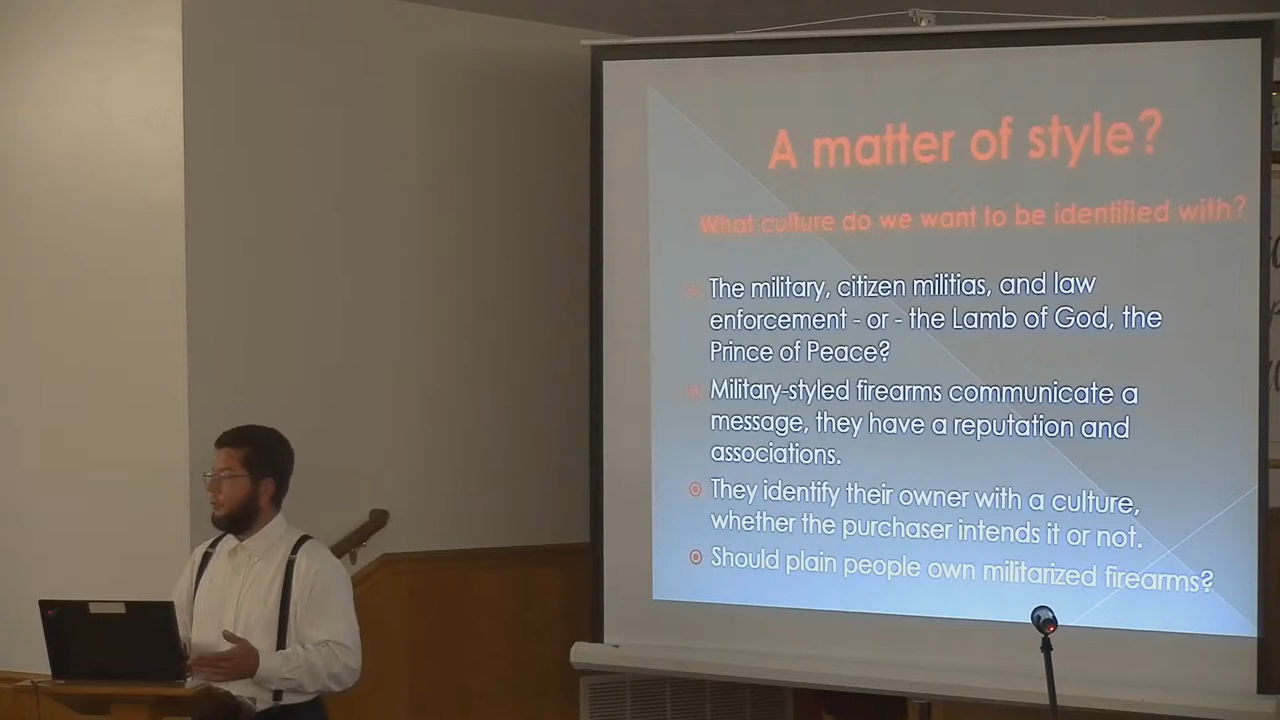 A matter of style?
What culture do we want to be identified with?
The military, citizen militias, and law
enforcement - or - the Lamb of God, the
Prince of Peace?
Military-styled firearms communicate a
message, they have a reputation and
associations.
They identify their owner with a culture,
whether the purchaser intends it or not.
Should plain people own militarized firearms?